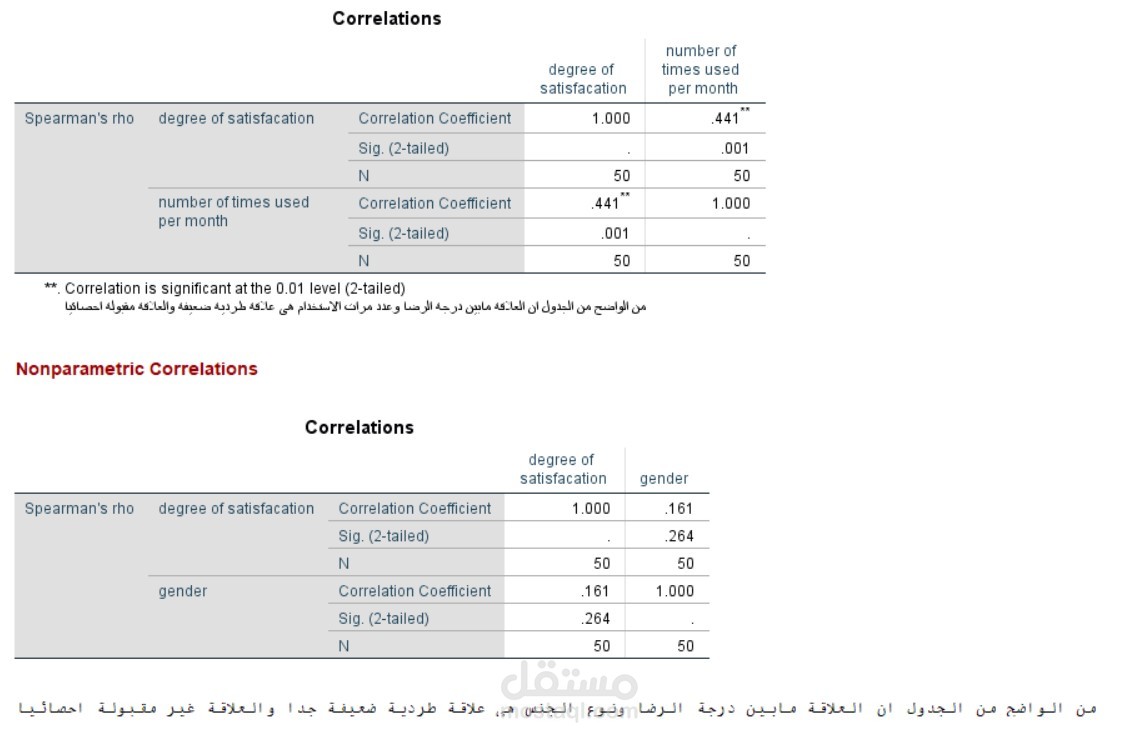 Correlations
degree of satisfacation number of times used per month
Spearman's rho degree of satisfacation Correlation Coefficient 1.000 .441**
Sig. (2-tailed) . .001
N 50 50
number of times used per month Correlation Coefficient .441** 1.000
Sig. (2-tailed) .001 .
N 50 50
**. Correlation is significant at the 0.01 level (2-tailed)
من الواضح من الجدول ان العلاقة مابين درجة الرضا وعدد مرات الاستخدام هي علاقة طردية ضعيفة والعلاقة مقبولة احصائيا
Nonparametric Correlations
Correlations
degree of satisfacation gender
Spearman's rho degree of satisfacation Correlation Coefficient 1.000 .161
Sig. (2-tailed) . .264
N 50 50
gender Correlation Coefficient .161 1.000
Sig. (2-tailed) .264 .
N 50 50
مستقل
mostaql.com
من الواضح من الجدول ان العلاقة مابين درجة الرضا ونوع الجنس هي علاقة طردية ضعيفة جدا والعلاقة غير مقبولة احصائيا